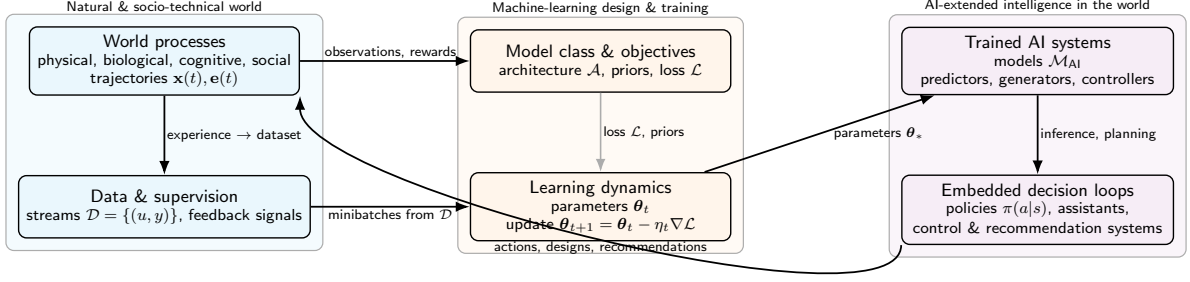 Natural & socio-technical world
World processes
physical, biological, cognitive, social
trajectories x(t), e(t)
experience → dataset
Data & supervision
streams 𝒟 = {(u, y)}, feedback signals
observations, rewards
minibatches from 𝒟
Machine-learning design & training
Model class & objectives
architecture 𝒜, priors, loss ℒ
loss ℒ, priors
Learning dynamics
parameters θ_t
update θ_{t+1} = θ_t − η_t∇ℒ
actions, designs, recommendations
parameters θ_*
AI-extended intelligence in the world
Trained AI systems
models ℳ_AI
predictors, generators, controllers
inference, planning
Embedded decision loops
policies π(a|s), assistants,
control & recommendation systems